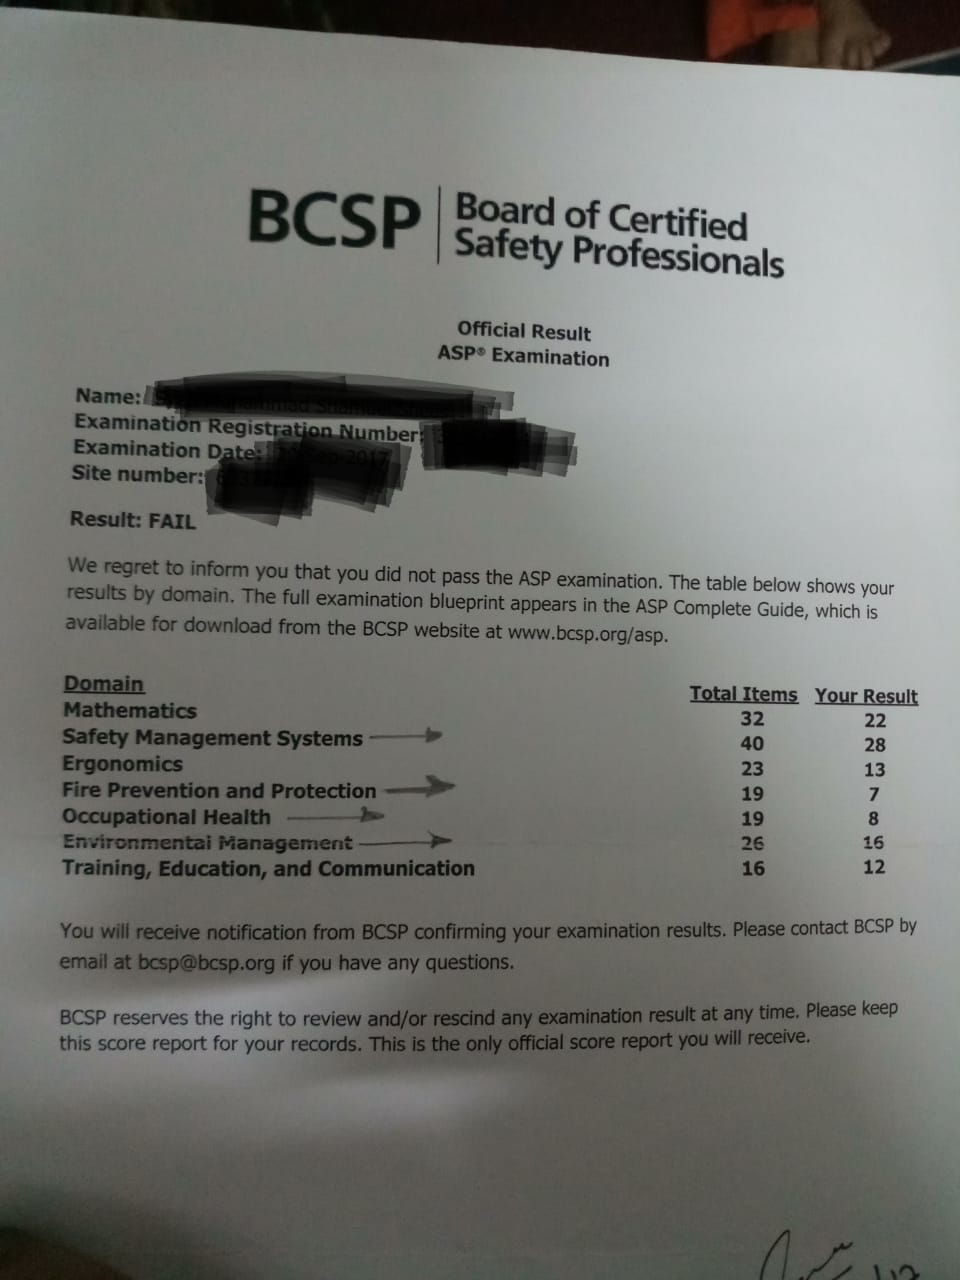 BCSP
Board of Certified
Safety Professionals
Official Result
ASP® Examination
Name:
Examination Registration Number:
Examination Date:
Site number:
Result: FAIL
We regret to inform you that you did not pass the ASP examination. The table below shows your
results by domain. The full examination blueprint appears in the ASP Complete Guide, which is
available for download from the BCSP website at www.bcsp.org/asp.
Domain Total Items Your Result
Mathematics 32 22
Safety Management Systems 40 28
Ergonomics 23 13
Fire Prevention and Protection 19 7
Occupational Health 19 8
Environmental Management 26 16
Training, Education, and Communication 16 12
You will receive notification from BCSP confirming your examination results. Please contact BCSP by
email at bcsp@bcsp.org if you have any questions.
BCSP reserves the right to review and/or rescind any examination result at any time. Please keep
this score report for your records. This is the only official score report you will receive.